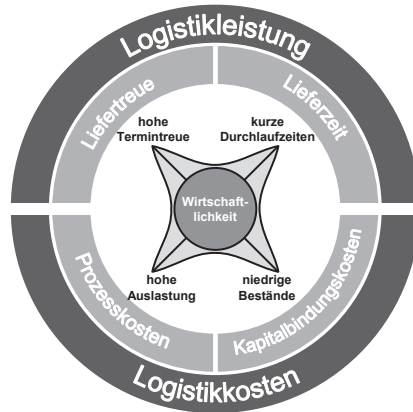 Logistikleistung
Liefertreue
Lieferzeit
hohe
Termintreue
kurze
Durchlaufzeiten
Wirtschaft-
lichkeit
hohe
Auslastung
niedrige
Bestände
Prozesskosten
Kapitalbindungskosten
Logistikkosten